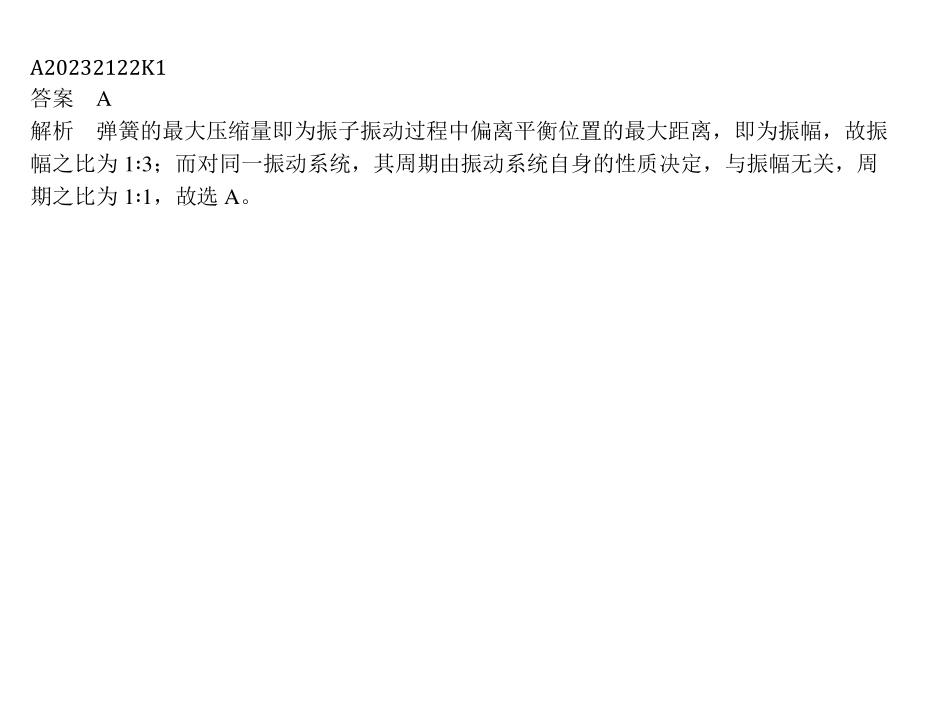 A20232122K1
答案 A
解析 弹簧的最大压缩量即为振子振动过程中偏离平衡位置的最大距离，即为振幅，故振
幅之比为 1∶3；而对同一振动系统，其周期由振动系统自身的性质决定，与振幅无关，周
期之比为 1∶1，故选 A。